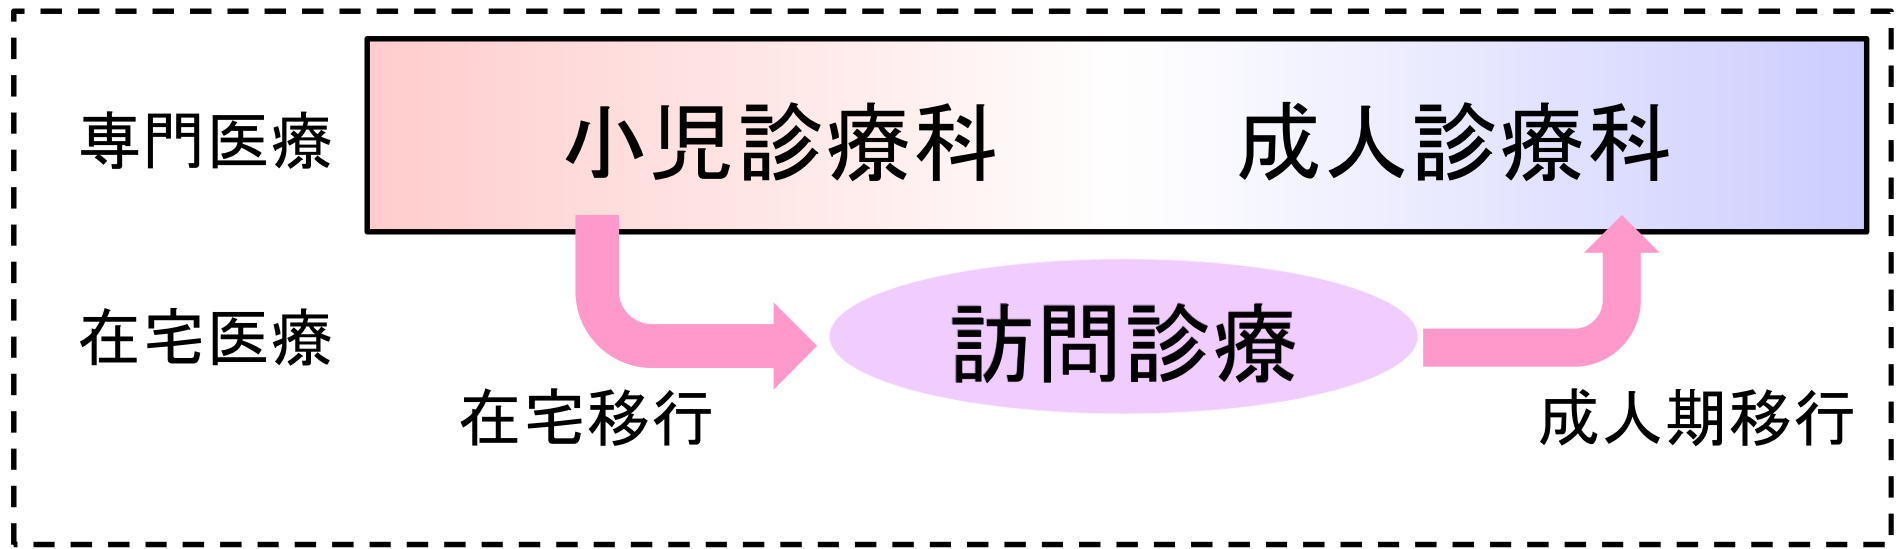 専門医療
小児診療科
成人診療科
在宅医療
訪問診療
在宅移行
成人期移行